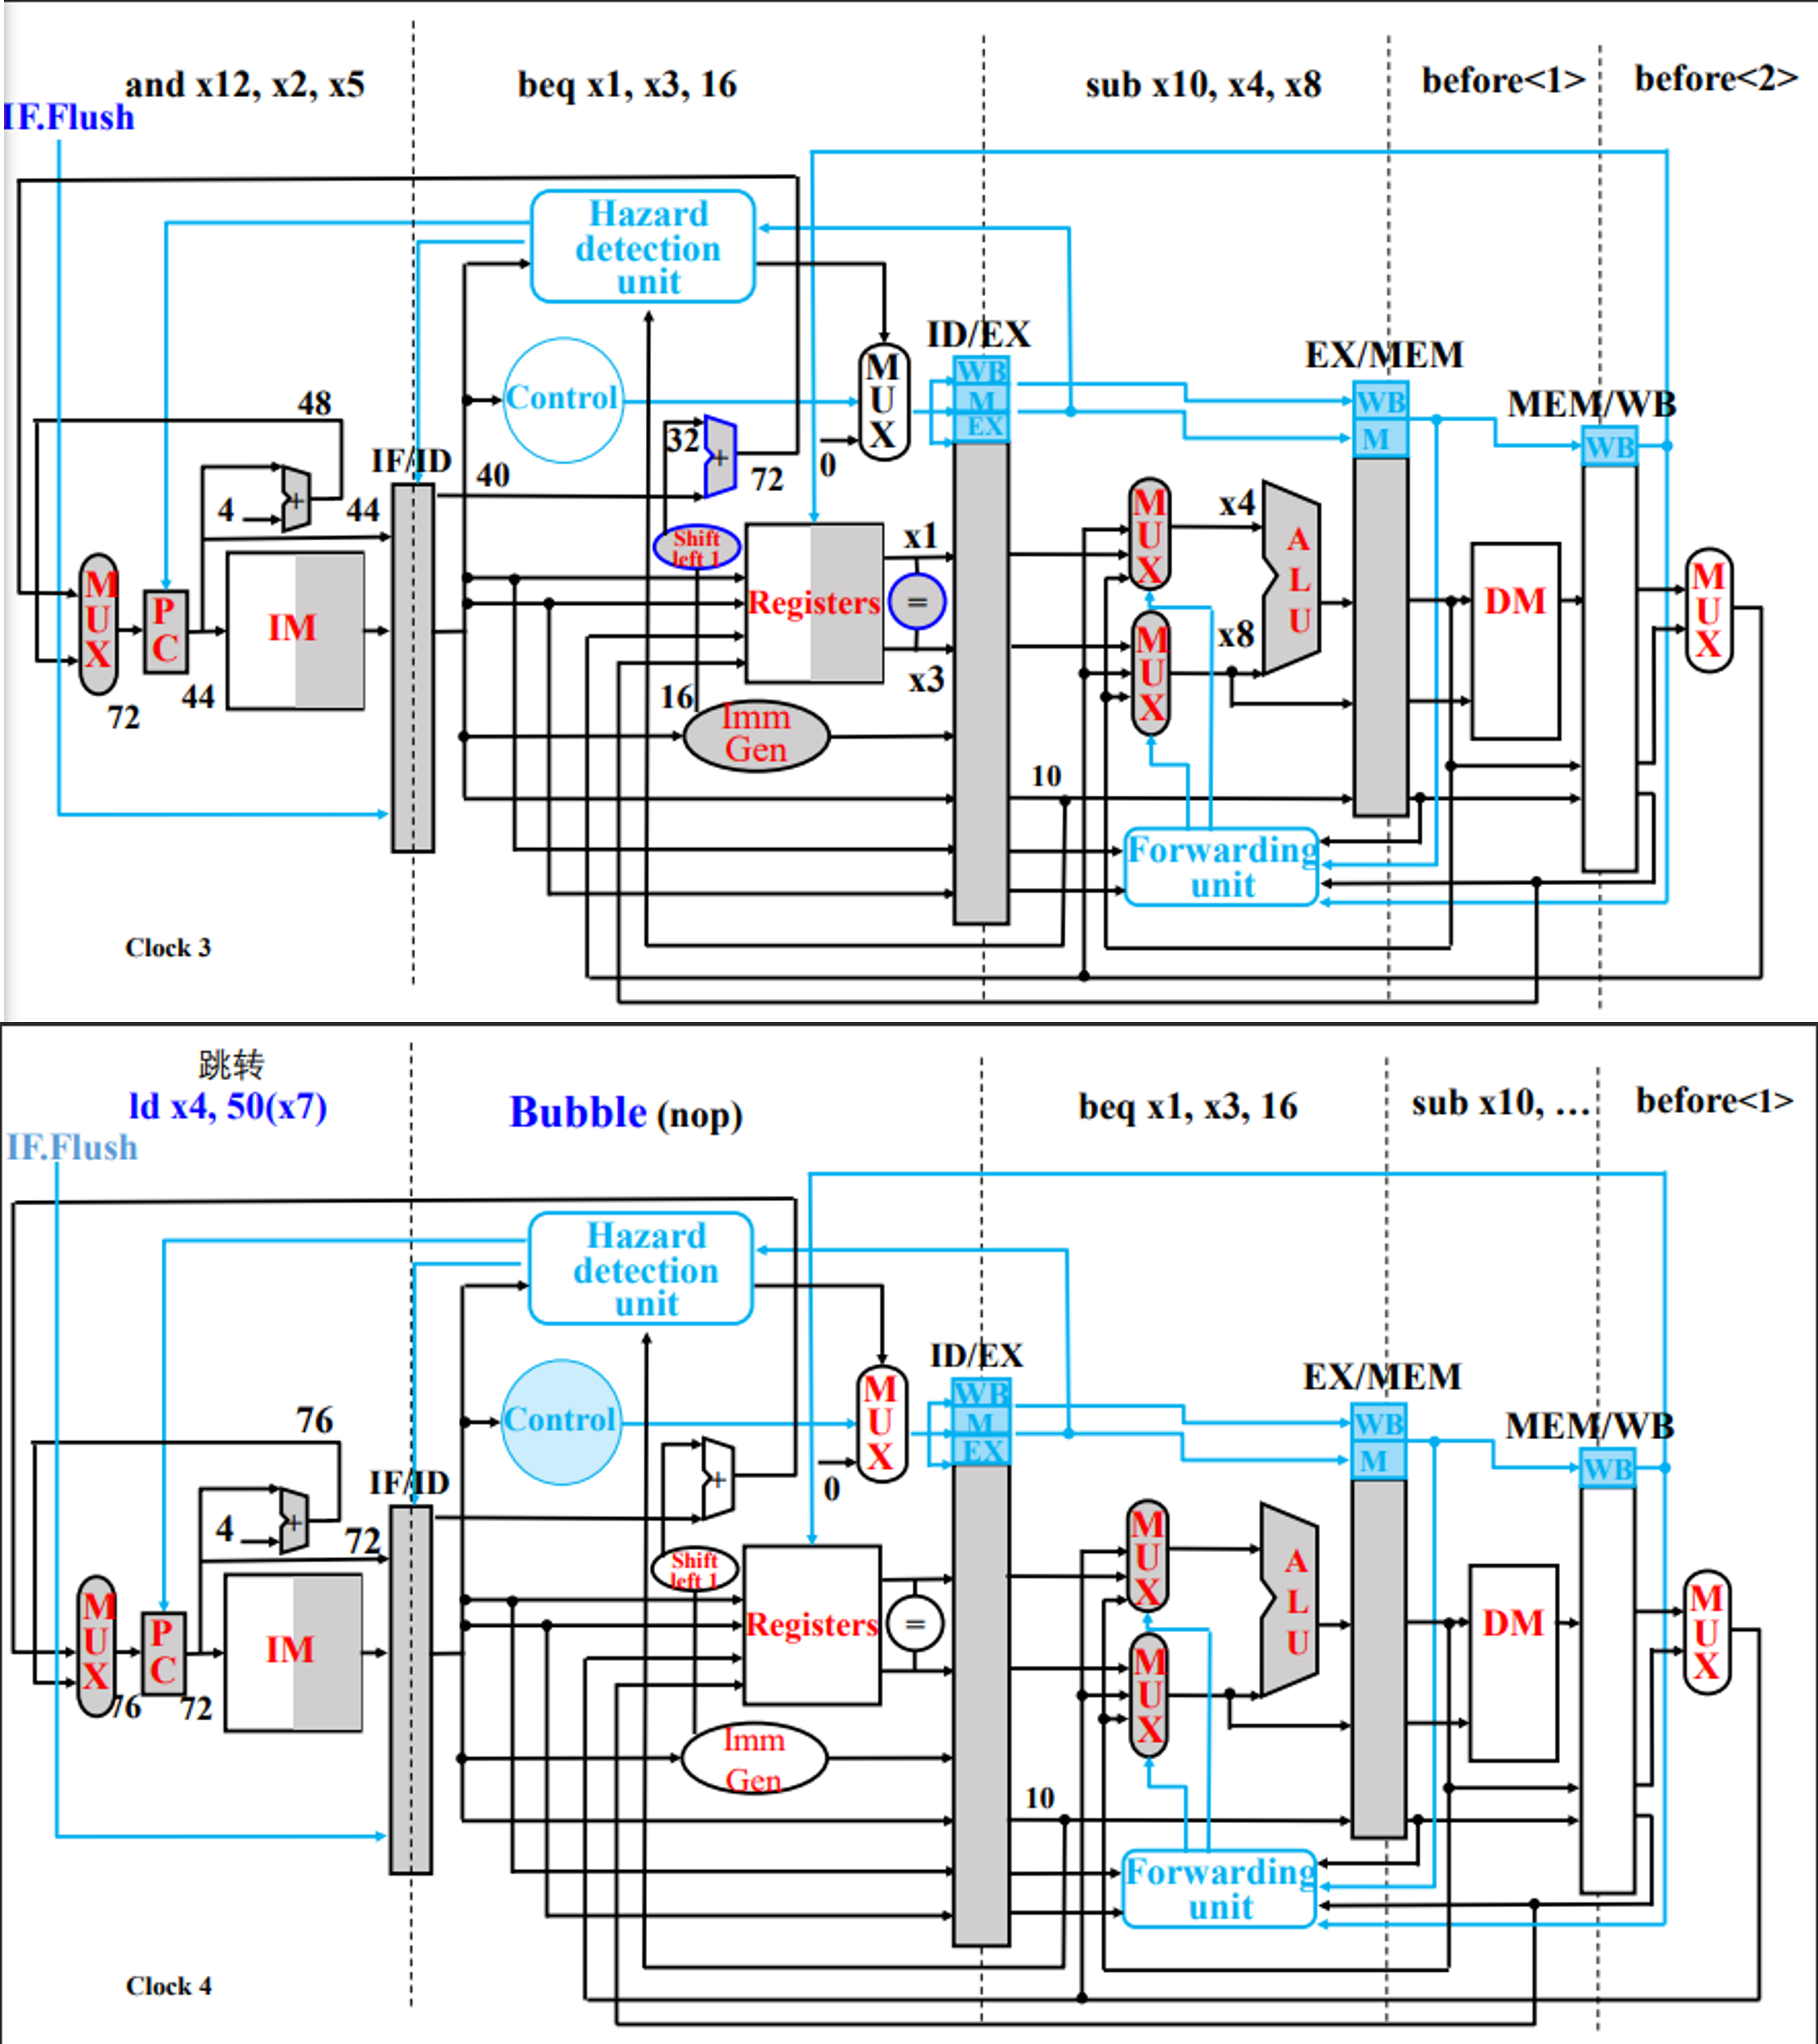 and x12, x2, x5
beq x1, x3, 16
sub x10, x4, x8
before<1>
before<2>
IF.Flush
Hazard
detection
unit
Control
M
U
X
0
ID/EX
WB
M
EX
EX/MEM
WB
M
MEM/WB
WB
48
4
+
44
IF/ID
40
32
+
72
Shift
left 1
x1
=
x3
Registers
16
Imm
Gen
M
U
X
72
P
C
44
IM
M
U
X
M
U
X
x4
x8
A
L
U
DM
M
U
X
10
Forwarding
unit
Clock 3
跳转
ld x4, 50(x7)
Bubble (nop)
beq x1, x3, 16
sub x10, …
before<1>
IF.Flush
Hazard
detection
unit
Control
M
U
X
0
ID/EX
WB
M
EX
EX/MEM
WB
M
MEM/WB
WB
76
4
+
72
IF/ID
+
Shift
left 1
=
Registers
Imm
Gen
M
U
X
76
P
C
72
IM
M
U
X
M
U
X
A
L
U
DM
M
U
X
10
Forwarding
unit
Clock 4